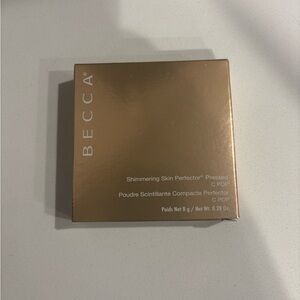 BECCA®
Shimmering Skin Perfector® Pressed
C POP
Poudre Scintillante Compacte Perfector
C POP
Poids Net 8 g / Net Wt. 0.28 Oz.